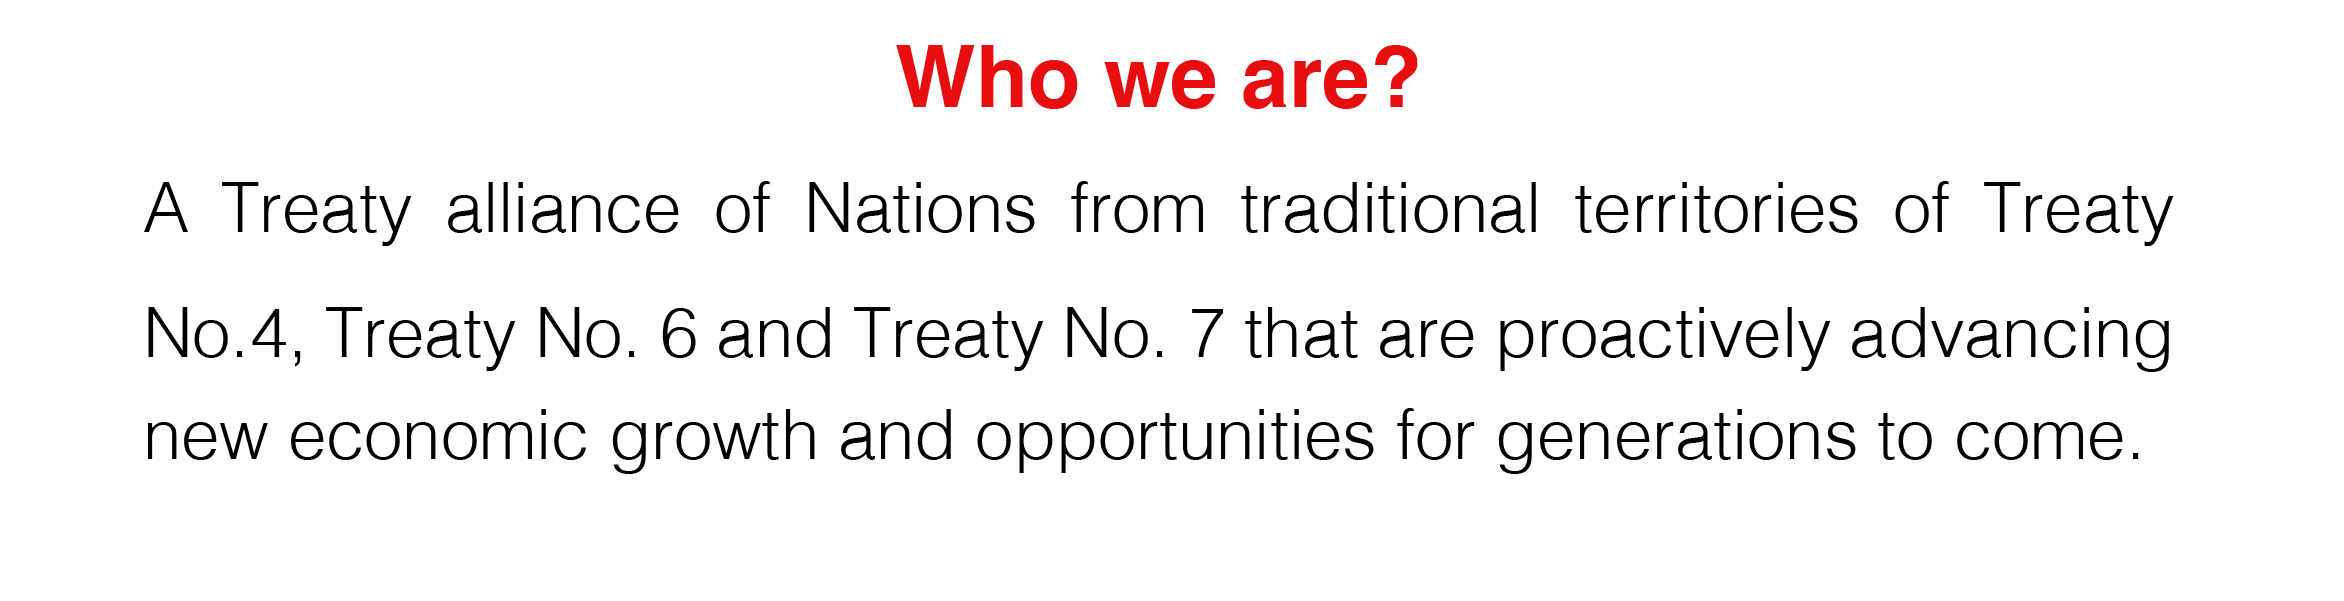 Who we are?
A Treaty alliance of Nations from traditional territories of Treaty
No.4, Treaty No. 6 and Treaty No. 7 that are proactively advancing
new economic growth and opportunities for generations to come.